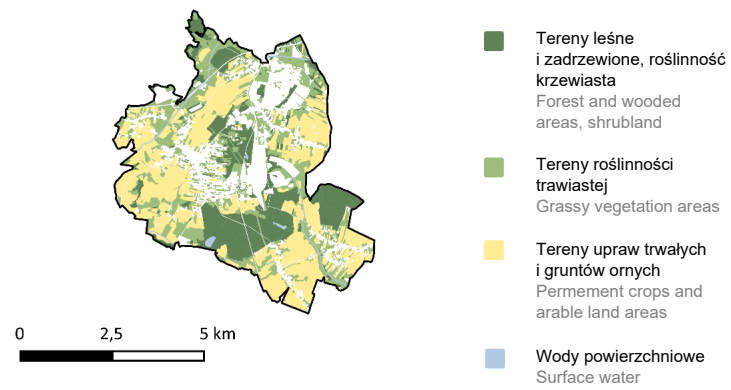 Tereny leśne
i zadrzewione, roślinność
krzewiasta
Forest and wooded
areas, shrubland
Tereny roślinności
trawiastej
Grassy vegetation areas
Tereny upraw trwałych
i gruntów ornych
Permement crops and
arable land areas
Wody powierzchniowe
Surface water
0 2,5 5 km